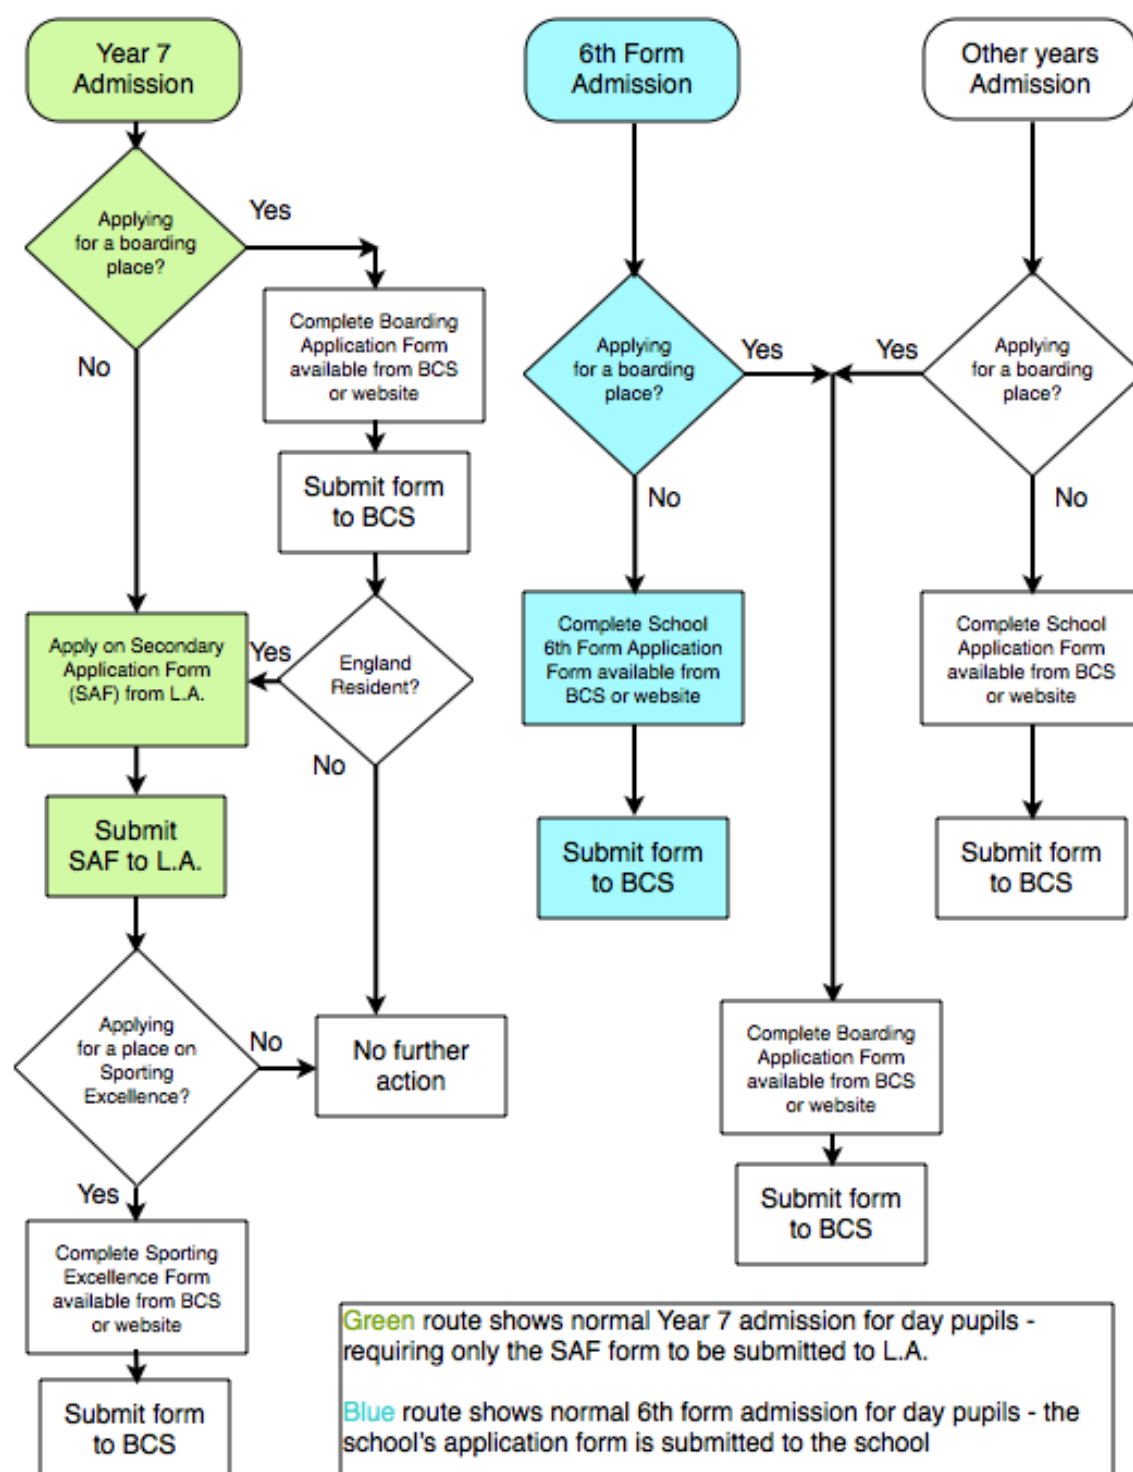 Year 7
Admission
6th Form
Admission
Other years
Admission
Applying
for a boarding
place?
Yes
No
Complete Boarding
Application Form
available from BCS
or website
Submit form
to BCS
England
Resident?
Yes
No
Apply on Secondary
Application Form
(SAF) from L.A.
Submit
SAF to L.A.
Applying
for a place on
Sporting
Excellence?
No
No further
action
Yes
Complete Sporting
Excellence Form
available from BCS
or website
Submit form
to BCS
Applying
for a boarding
place?
Yes
No
Complete School
6th Form Application
Form available from
BCS or website
Submit form
to BCS
Applying
for a boarding
place?
Yes
No
Complete School
Application Form
available from BCS
or website
Submit form
to BCS
Complete Boarding
Application Form
available from BCS
or website
Submit form
to BCS
Green route shows normal Year 7 admission for day pupils -
requiring only the SAF form to be submitted to L.A.
Blue route shows normal 6th form admission for day pupils - the
school's application form is submitted to the school